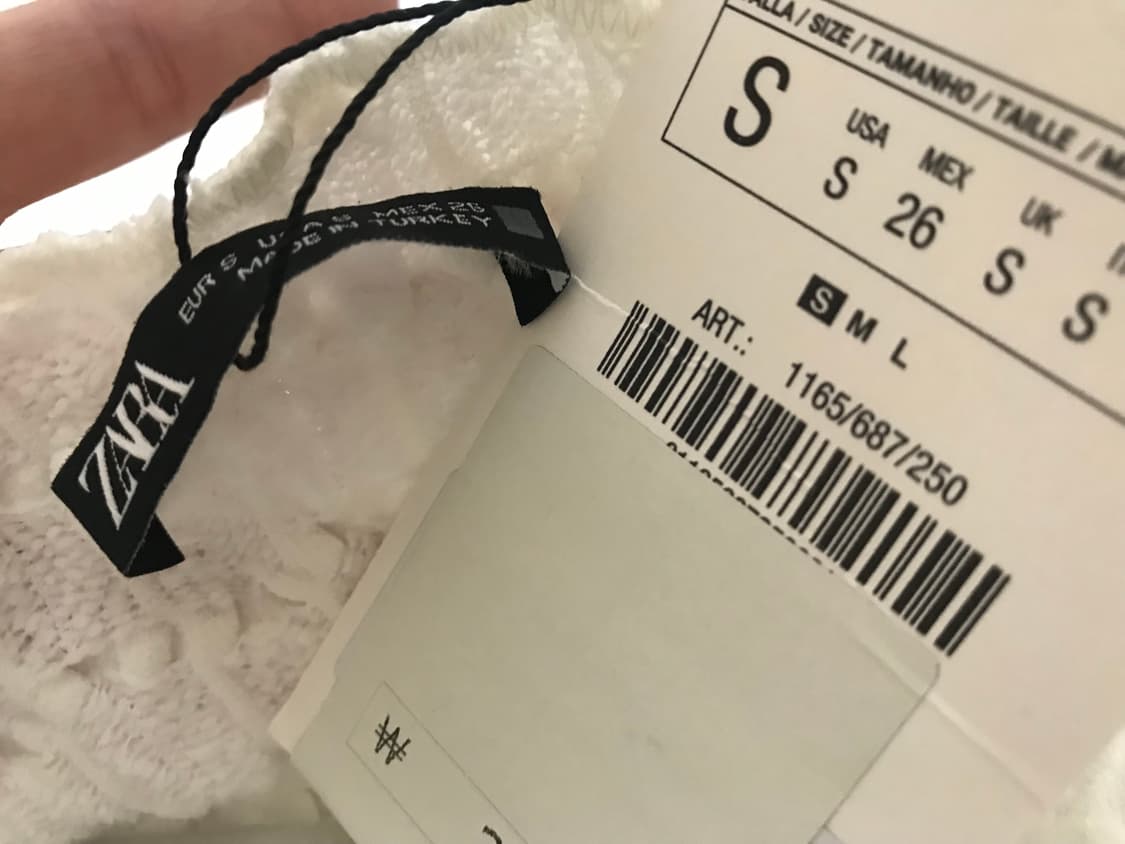 ZARA
EUR S USA S MEX 26
MADE IN TURKEY
TALLA / SIZE / TAMANHO / TAILLE /
S
USA MEX UK
S 26 S S
S M L
ART.: 1165/687/250
₩